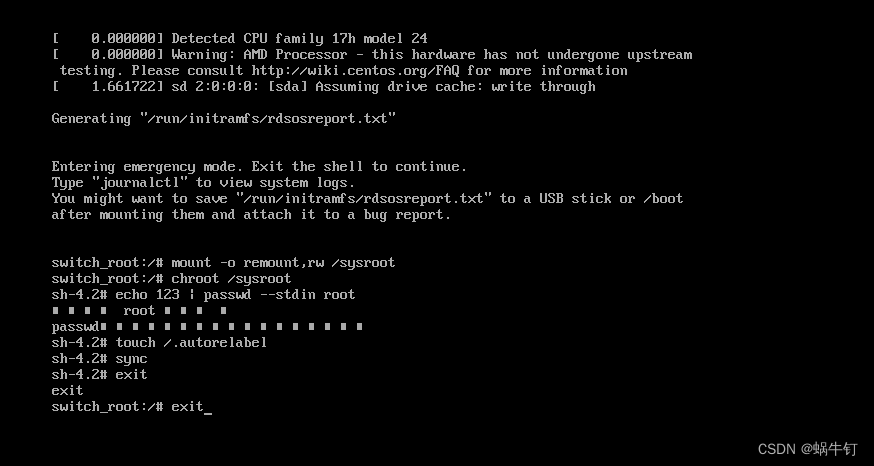 [    0.000000] Detected CPU family 17h model 24
[    0.000000] Warning: AMD Processor - this hardware has not undergone upstream
 testing. Please consult http://wiki.centos.org/FAQ for more information
[    1.661722] sd 2:0:0:0: [sda] Assuming drive cache: write through
Generating "/run/initramfs/rdsosreport.txt"
Entering emergency mode. Exit the shell to continue.
Type "journalctl" to view system logs.
You might want to save "/run/initramfs/rdsosreport.txt" to a USB stick or /boot
after mounting them and attach it to a bug report.
switch_root:/# mount -o remount,rw /sysroot
switch_root:/# chroot /sysroot
sh-4.2# echo 123 | passwd --stdin root
root
passwd
sh-4.2# touch /.autorelabel
sh-4.2# sync
sh-4.2# exit
exit
switch_root:/# exit_
CSDN @蜗牛钉